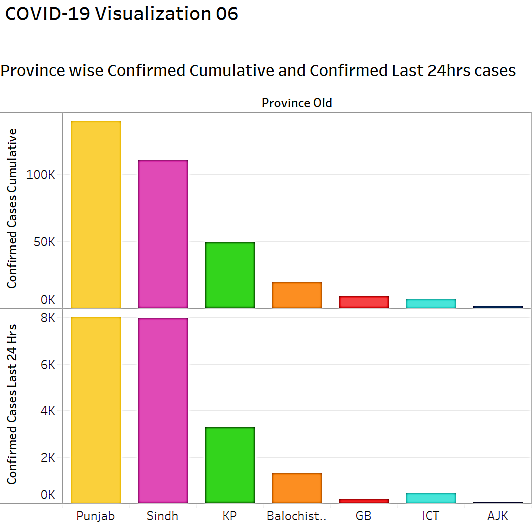 COVID-19 Visualization 06
Province wise Confirmed Cumulative and Confirmed Last 24hrs cases
Province Old
Confirmed Cases Cumulative
100K
50K
0K
Confirmed Cases Last 24 Hrs
8K
6K
4K
2K
0K
Punjab Sindh KP Balochist.. GB ICT AJK